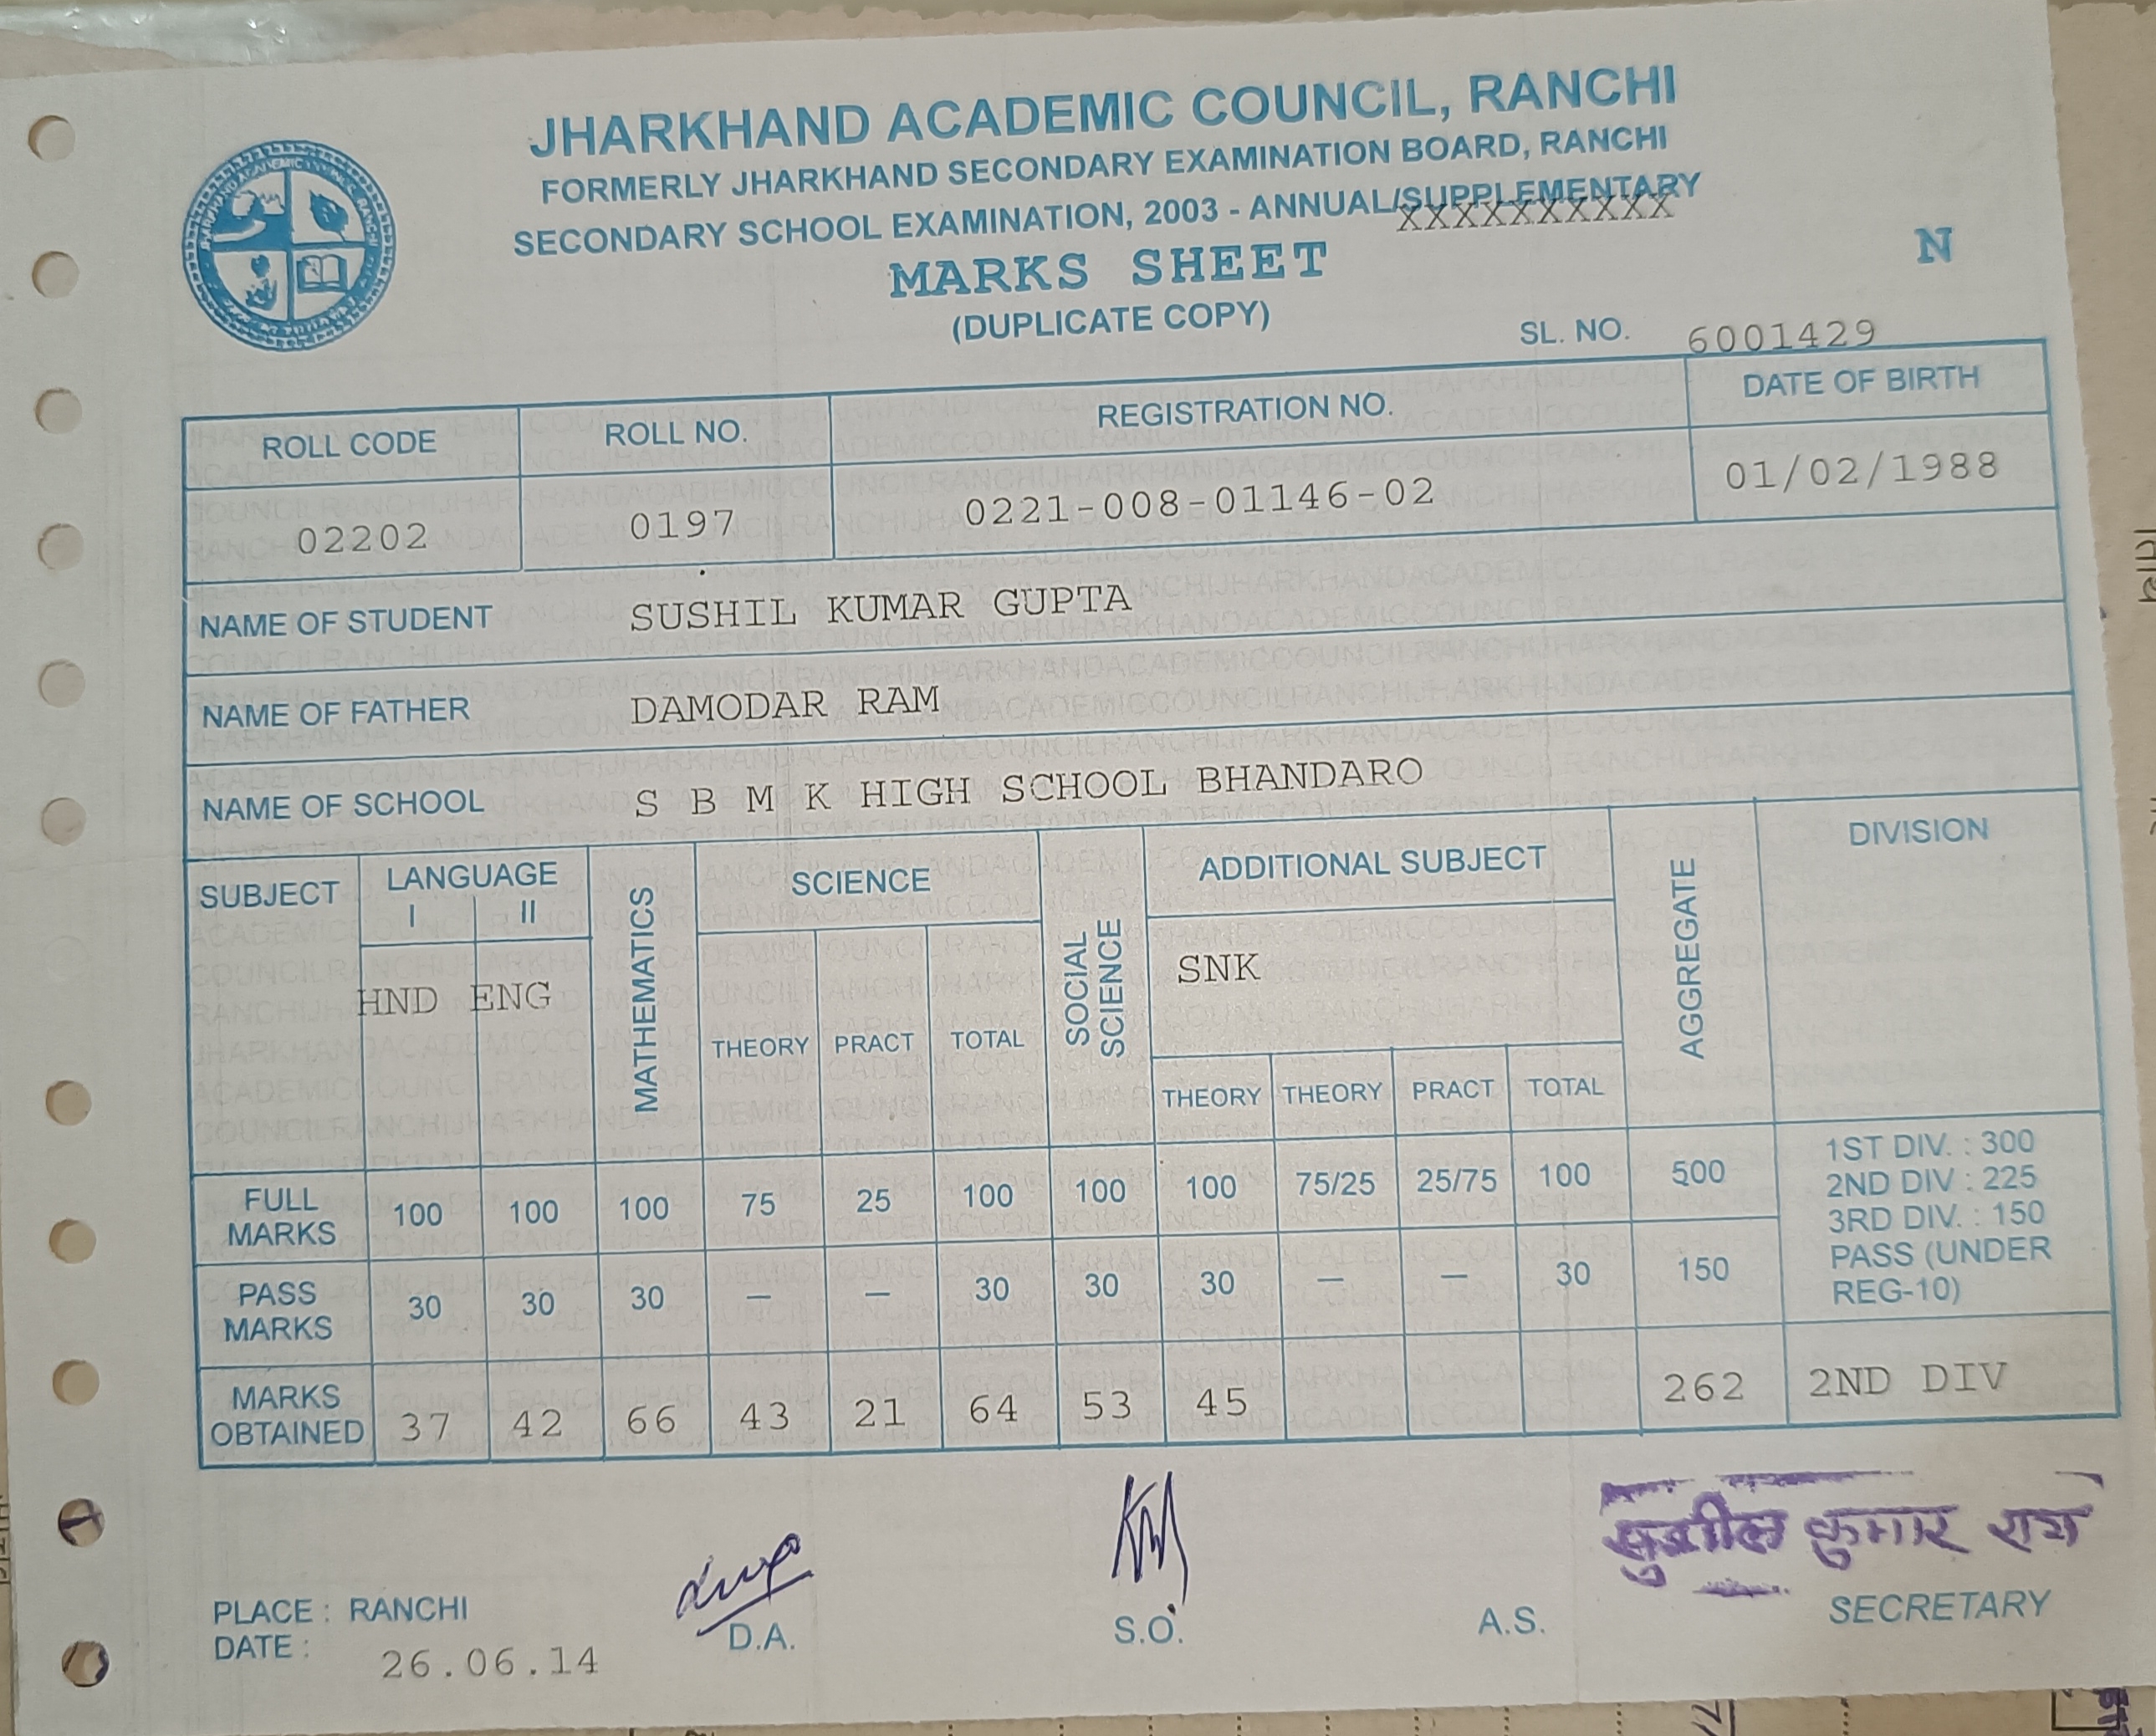 JHARKHAND ACADEMIC COUNCIL, RANCHI
FORMERLY JHARKHAND SECONDARY EXAMINATION BOARD, RANCHI
SECONDARY SCHOOL EXAMINATION, 2003 - ANNUAL/SUPPLEMENTARY
XXXXXXXXXX
MARKS SHEET
N
(DUPLICATE COPY)
SL. NO. 6001429
ROLL CODE ROLL NO. REGISTRATION NO. DATE OF BIRTH
02202 0197 0221-008-01146-02 01/02/1988
NAME OF STUDENT SUSHIL KUMAR GUPTA
NAME OF FATHER DAMODAR RAM
NAME OF SCHOOL S B M K HIGH SCHOOL BHANDARO
SUBJECT LANGUAGE MATHEMATICS SCIENCE SOCIAL SCIENCE ADDITIONAL SUBJECT AGGREGATE DIVISION
I II
HND ENG SNK
THEORY PRACT TOTAL THEORY THEORY PRACT TOTAL
FULL MARKS 100 100 100 75 25 100 100 100 75/25 25/75 100 500
PASS MARKS 30 30 30 — — 30 30 30 — — 30 150
1ST DIV. : 300
2ND DIV : 225
3RD DIV. : 150
PASS (UNDER
REG-10)
MARKS OBTAINED 37 42 66 43 21 64 53 45 262 2ND DIV
सुशील कुमार राय
PLACE : RANCHI
DATE : 26.06.14
D.A. S.O. A.S. SECRETARY